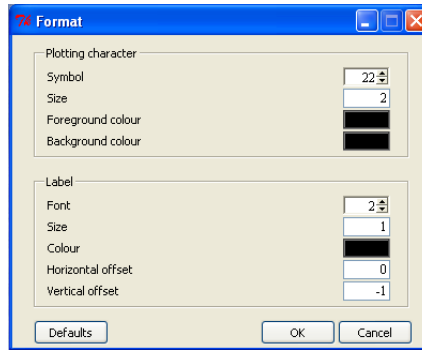 Format
Plotting character
Symbol 22
Size 2
Foreground colour
Background colour
Label
Font 2
Size 1
Colour
Horizontal offset 0
Vertical offset -1
Defaults OK Cancel